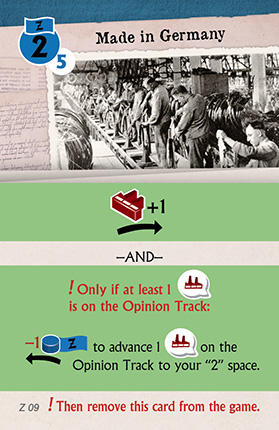 Made in Germany
Z
2
5
+1
–AND–
! Only if at least 1
is on the Opinion Track:
–1 Z to advance 1 on the
Opinion Track to your “2” space.
Z 09 ! Then remove this card from the game.